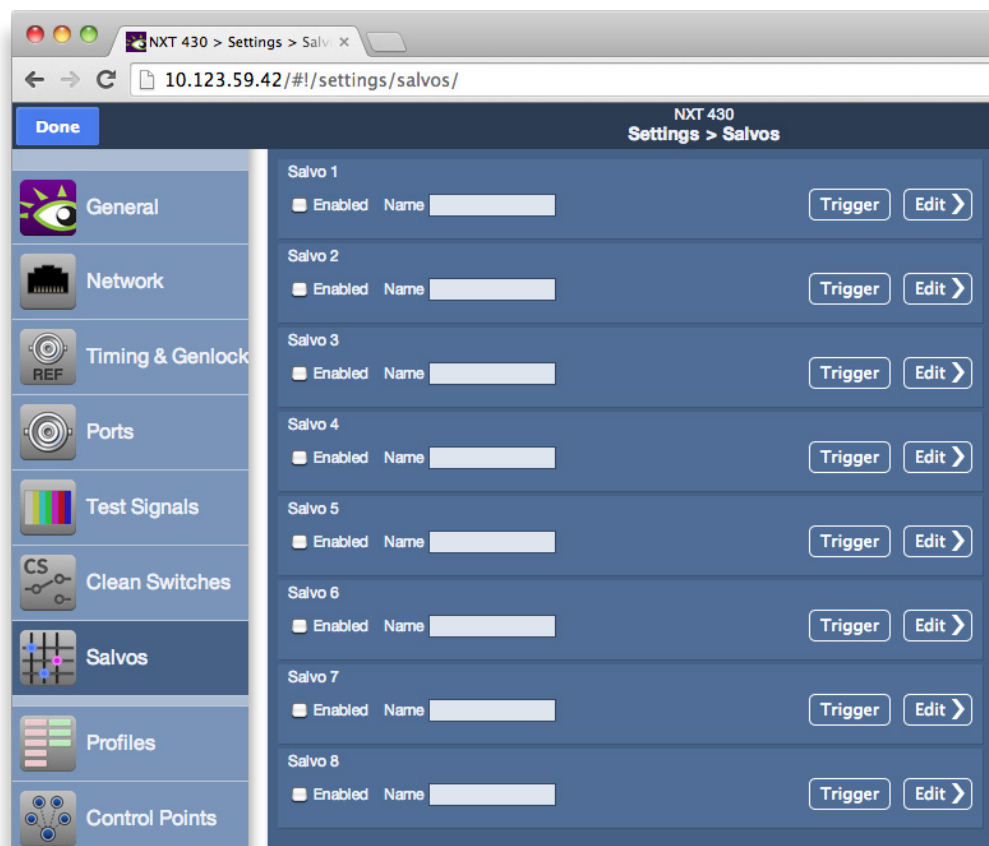 NXT 430 > Settings > Salv
10.123.59.42/#!/settings/salvos/
Done
NXT 430
Settings > Salvos
General
Network
REF
Timing & Genlock
Ports
Test Signals
CS
Clean Switches
Salvos
Profiles
Control Points
Salvo 1
Enabled Name Trigger Edit
Salvo 2
Enabled Name Trigger Edit
Salvo 3
Enabled Name Trigger Edit
Salvo 4
Enabled Name Trigger Edit
Salvo 5
Enabled Name Trigger Edit
Salvo 6
Enabled Name Trigger Edit
Salvo 7
Enabled Name Trigger Edit
Salvo 8
Enabled Name Trigger Edit